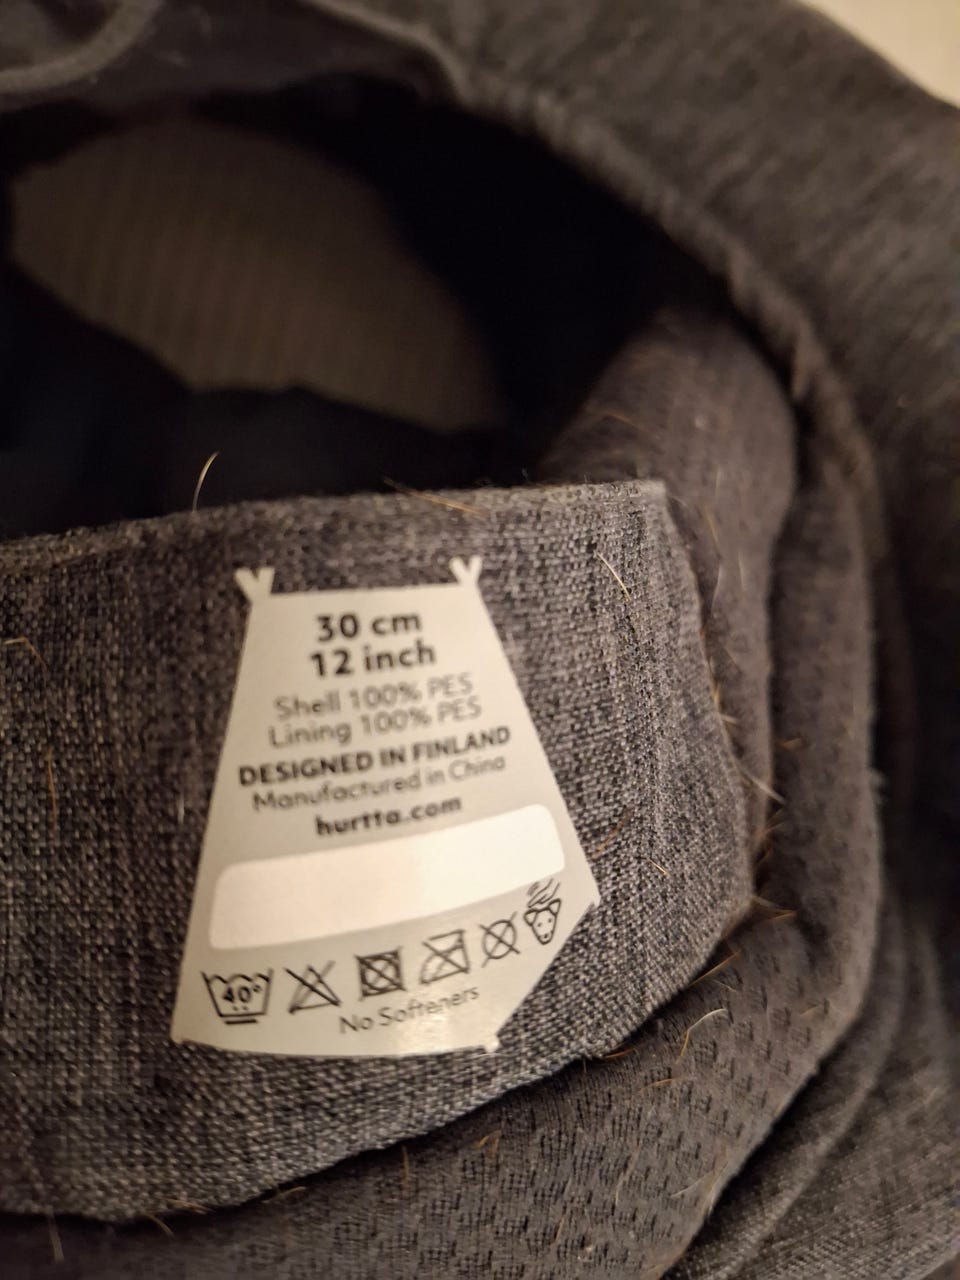 30 cm
12 inch
Shell 100% PES
Lining 100% PES
DESIGNED IN FINLAND
Manufactured in China
hurtta.com
40°
No Softeners